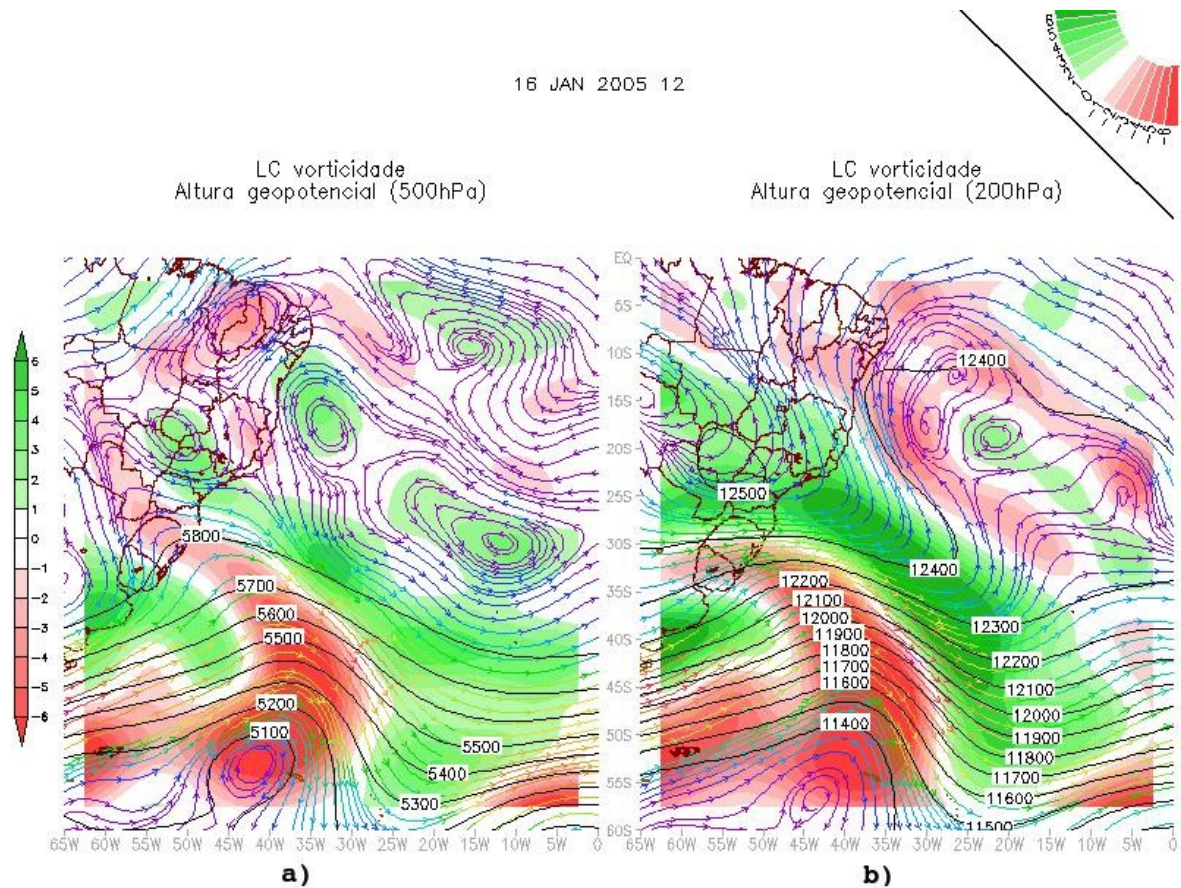 16 JAN 2005 12
LC vorticidade
Altura geopotencial (500hPa)
LC vorticidade
Altura geopotencial (200hPa)
6
5
4
3
2
1
0
-1
-2
-3
-4
-5
-6
5800
5700
5600
5500
5200
5100
5500
5400
5300
65W 60W 55W 50W 45W 40W 35W 30W 25W 20W 15W 10W 5W 0
a)
EQ
5S
10S
15S
20S
25S
30S
35S
40S
45S
50S
55S
60S
12400
12500
12400
12200
12100
12000
11900
11800
11700
11600
11400
12300
12200
12100
12000
11900
11800
11700
11600
11500
65W 60W 55W 50W 45W 40W 35W 30W 25W 20W 15W 10W 5W 0
b)